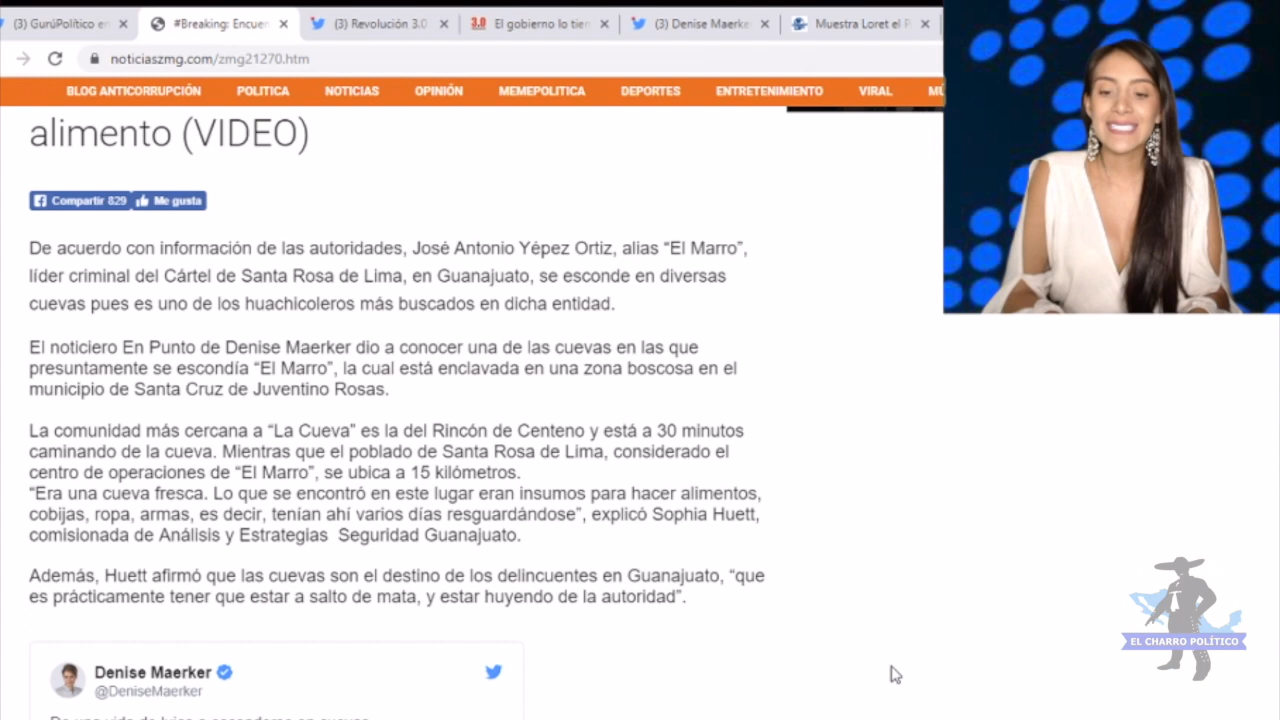 (3) GurúPolítico en
#Breaking: Encuen
(3) Revolución 3.0
3.0 El gobierno lo tien
(3) Denise Maerke
Muestra Loret el P
noticiaszmg.com/zmg21270.htm
BLOG ANTICORRUPCIÓN POLITICA NOTICIAS OPINIÓN MEMEPOLITICA DEPORTES ENTRETENIMIENTO VIRAL MÚ
alimento (VIDEO)
Compartir 829 Me gusta
De acuerdo con información de las autoridades, José Antonio Yépez Ortiz, alias “El Marro”,
líder criminal del Cártel de Santa Rosa de Lima, en Guanajuato, se esconde en diversas
cuevas pues es uno de los huachicoleros más buscados en dicha entidad.
El noticiero En Punto de Denise Maerker dio a conocer una de las cuevas en las que
presuntamente se escondía “El Marro”, la cual está enclavada en una zona boscosa en el
municipio de Santa Cruz de Juventino Rosas.
La comunidad más cercana a “La Cueva” es la del Rincón de Centeno y está a 30 minutos
caminando de la cueva. Mientras que el poblado de Santa Rosa de Lima, considerado el
centro de operaciones de “El Marro”, se ubica a 15 kilómetros.
“Era una cueva fresca. Lo que se encontró en este lugar eran insumos para hacer alimentos,
cobijas, ropa, armas, es decir, tenían ahí varios días resguardándose”, explicó Sophia Huett,
comisionada de Análisis y Estrategias Seguridad Guanajuato.
Además, Huett afirmó que las cuevas son el destino de los delincuentes en Guanajuato, “que
es prácticamente tener que estar a salto de mata, y estar huyendo de la autoridad”.
Denise Maerker
@DeniseMaerker
EL CHARRO POLÍTICO